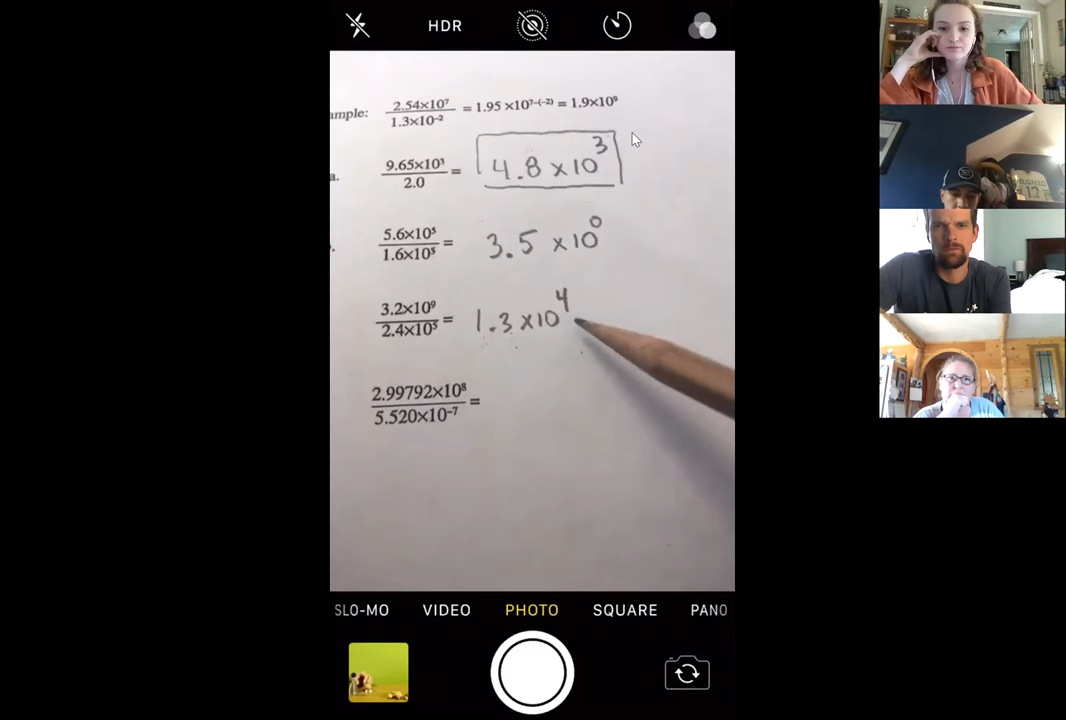 HDR
ample: 2.54×10⁷ / 1.3×10⁻² = 1.95 ×10⁷⁻⁽⁻²⁾ = 1.9×10⁹
a. 9.65×10³ / 2.0 = 4.8 × 10³
5.6×10⁵ / 1.6×10⁵ = 3.5 × 10⁰
3.2×10⁹ / 2.4×10⁵ = 1.3 × 10⁴
2.99792×10⁸ / 5.520×10⁻⁷ =
SLO-MO VIDEO PHOTO SQUARE PANO